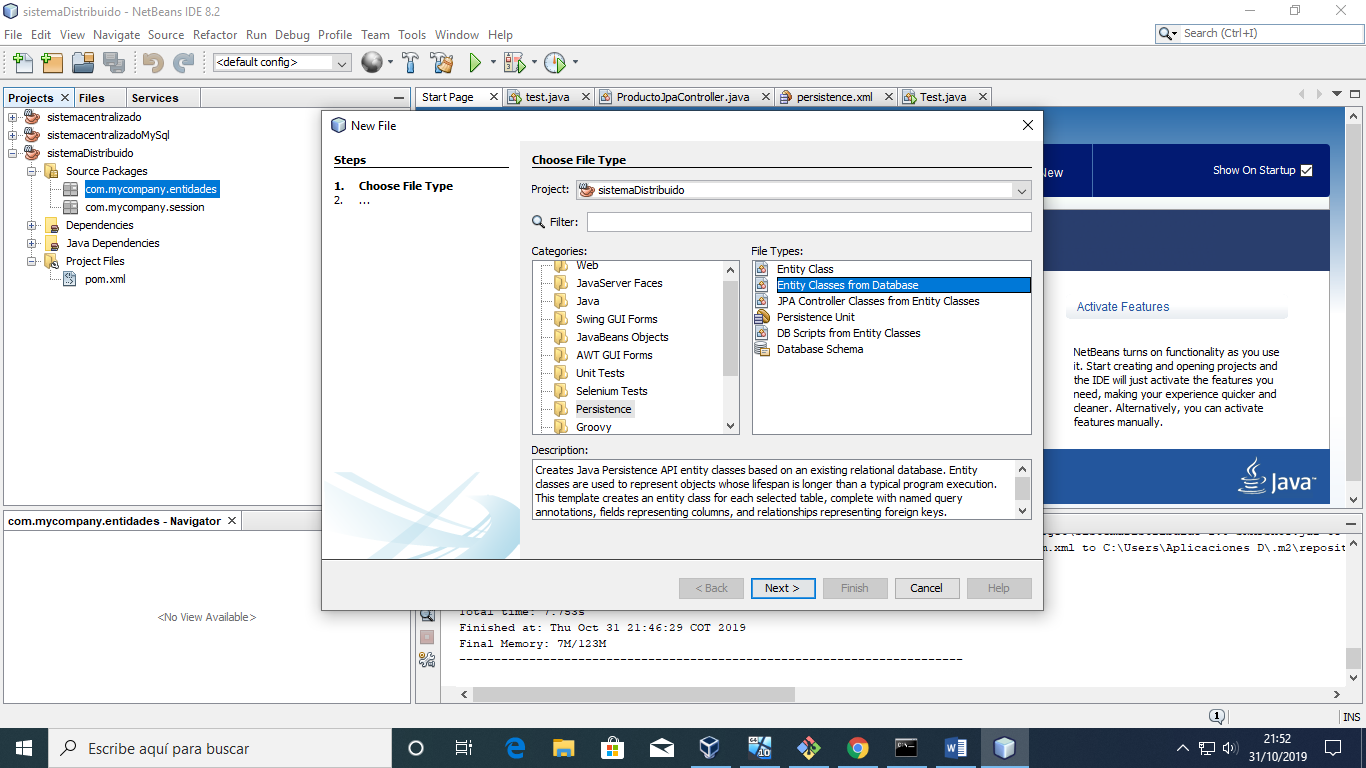 sistemaDistribuido - NetBeans IDE 8.2
File Edit View Navigate Source Refactor Run Debug Profile Team Tools Window Help
Search (Ctrl+I)
<default config>
Projects
Files
Services
Start Page
test.java
ProductoJpaController.java
persistence.xml
Test.java
sistemacentralizado
sistemacentralizadoMySql
sistemaDistribuido
Source Packages
com.mycompany.entidades
com.mycompany.session
Dependencies
Java Dependencies
Project Files
pom.xml
New File
Steps
1. Choose File Type
2. ...
Choose File Type
Project: sistemaDistribuido
Filter:
Categories:
Web
JavaServer Faces
Java
Swing GUI Forms
JavaBeans Objects
AWT GUI Forms
Unit Tests
Selenium Tests
Persistence
Groovy
File Types:
Entity Class
Entity Classes from Database
JPA Controller Classes from Entity Classes
Persistence Unit
DB Scripts from Entity Classes
Database Schema
Description:
Creates Java Persistence API entity classes based on an existing relational database. Entity
classes are used to represent objects whose lifespan is longer than a typical program execution.
This template creates an entity class for each selected table, complete with named query
annotations, fields representing columns, and relationships representing foreign keys.
< Back
Next >
Finish
Cancel
Help
New
Show On Startup
Activate Features
NetBeans turns on functionality as you use
it. Start creating and opening projects and
the IDE will just activate the features you
need, making your experience quicker and
cleaner. Alternatively, you can activate
features manually.
Java
com.mycompany.entidades - Navigator
<No View Available>
m.xml to C:\Users\Aplicaciones D\.m2\reposit
Total time: 7.753s
Finished at: Thu Oct 31 21:46:29 COT 2019
Final Memory: 7M/123M
------------------------------------------------------------------------
1
INS
Escribe aquí para buscar
21:52
31/10/2019